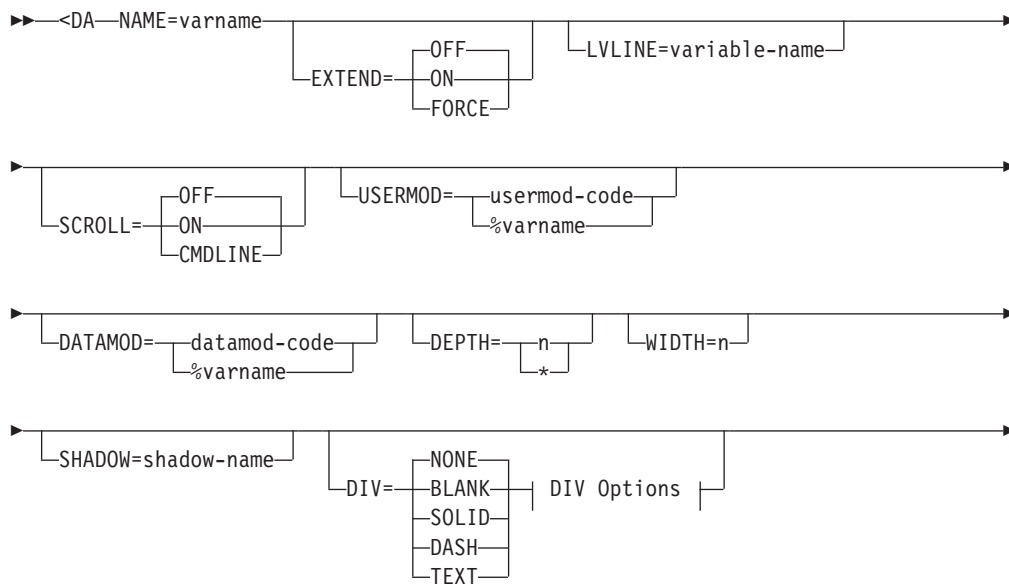 <DA NAME=varname
OFF
LVLINE=variable-name
EXTEND= ON
FORCE
OFF
USERMOD= usermod-code
SCROLL= ON
%varname
CMDLINE
DATAMOD= datamod-code
DEPTH= n
WIDTH=n
%varname
*
SHADOW=shadow-name
NONE
DIV= BLANK DIV Options
SOLID
DASH
TEXT